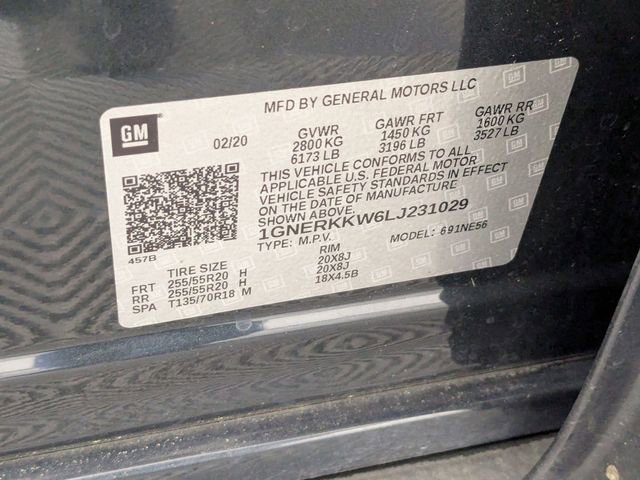 MFD BY GENERAL MOTORS LLC
GM
02/20 GVWR GAWR FRT GAWR RR
2800 KG 1450 KG 1600 KG
6173 LB 3196 LB 3527 LB
THIS VEHICLE CONFORMS TO ALL
APPLICABLE U.S. FEDERAL MOTOR
VEHICLE SAFETY STANDARDS IN EFFECT
ON THE DATE OF MANUFACTURE
SHOWN ABOVE.
1GNERKKW6LJ231029
TYPE: M.P.V. MODEL: 691NE56
457B
TIRE SIZE RIM
FRT 255/55R20 H 20X8J
RR 255/55R20 H 20X8J
SPA T135/70R18 M 18X4.5B